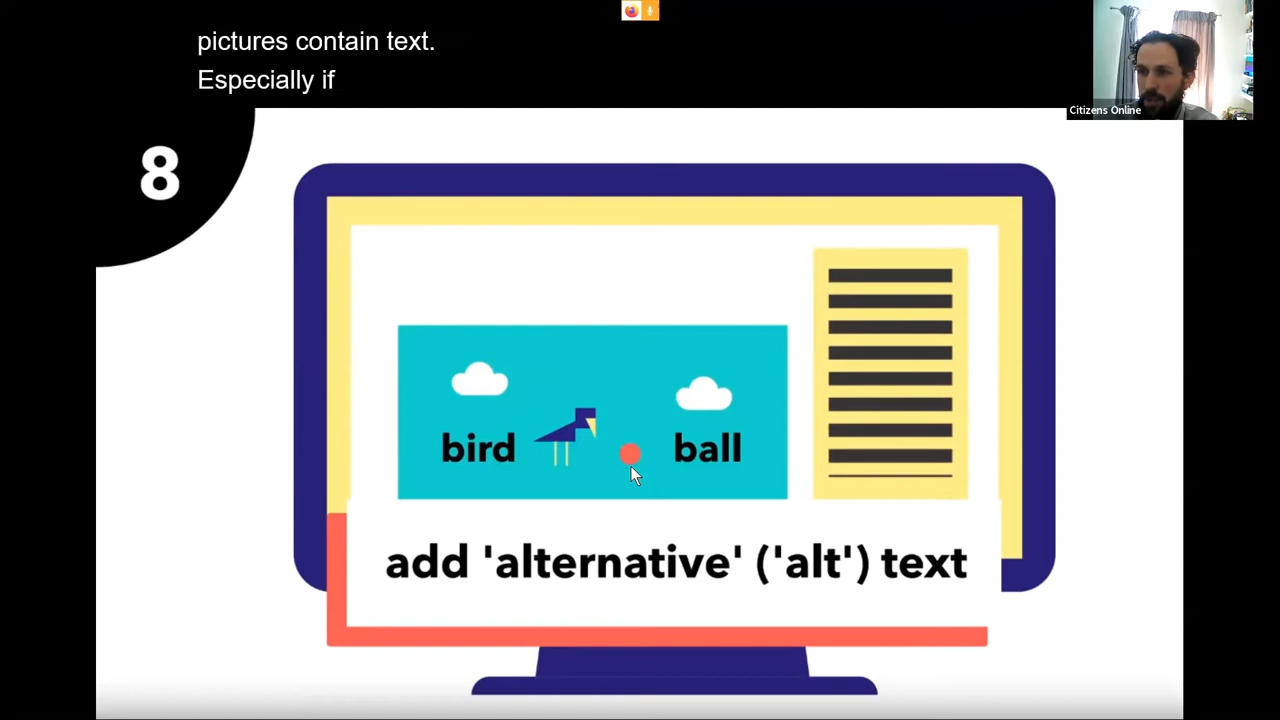 pictures contain text.
Especially if
Citizens Online
8
bird
ball
add 'alternative' ('alt') text